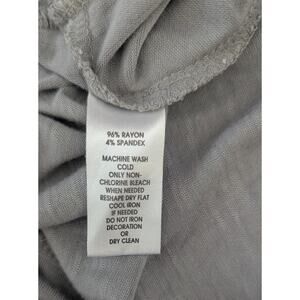 96% RAYON
4% SPANDEX
MACHINE WASH
COLD
ONLY NON-
CHLORINE BLEACH
WHEN NEEDED
RESHAPE DRY FLAT
COOL IRON
IF NEEDED
DO NOT IRON
DECORATION
OR
DRY CLEAN